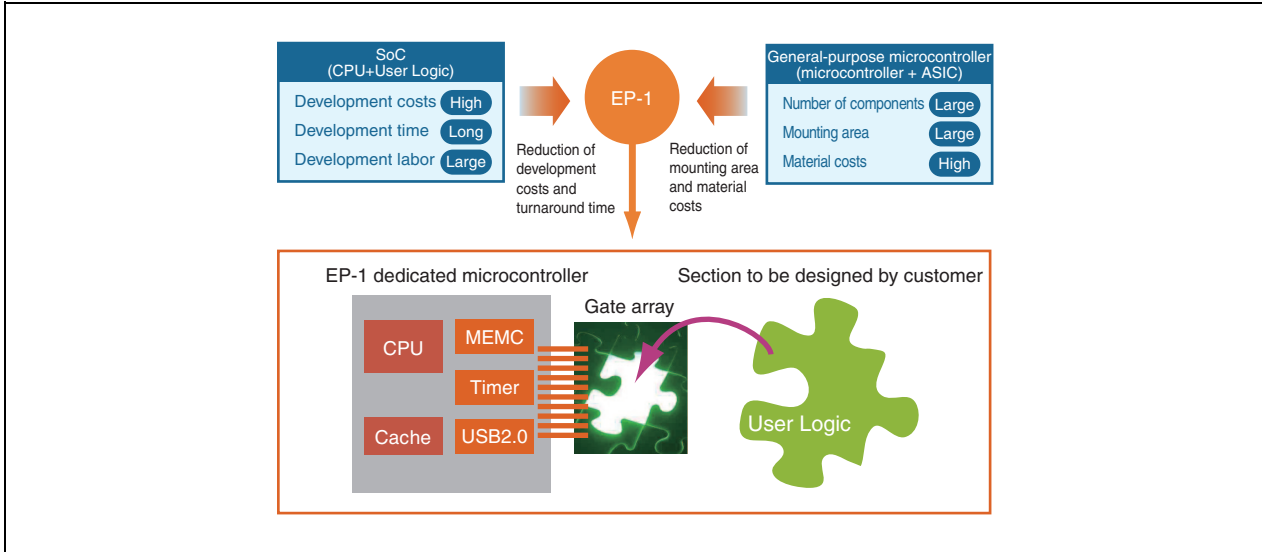 SoC
(CPU+User Logic)
Development costs High
Development time Long
Development labor Large
EP-1
General-purpose microcontroller
(microcontroller + ASIC)
Number of components Large
Mounting area Large
Material costs High
Reduction of
development
costs and
turnaround time
Reduction of
mounting area
and material
costs
EP-1 dedicated microcontroller
Section to be designed by customer
Gate array
CPU
MEMC
Timer
Cache
USB2.0
User Logic